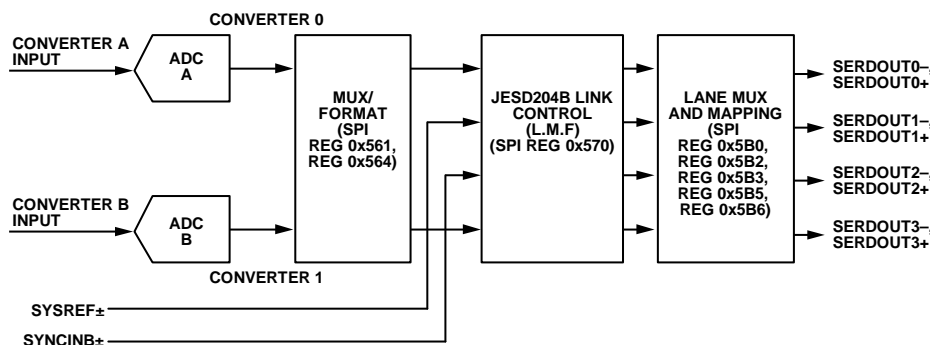 CONVERTER 0
CONVERTER A
INPUT
ADC
A
MUX/
FORMAT
(SPI
REG 0x561,
REG 0x564)
JESD204B LINK
CONTROL
(L.M.F)
(SPI REG 0x570)
LANE MUX
AND MAPPING
(SPI
REG 0x5B0,
REG 0x5B2,
REG 0x5B3,
REG 0x5B5,
REG 0x5B6)
SERDOUT0–,
SERDOUT0+
SERDOUT1–,
SERDOUT1+
SERDOUT2–,
SERDOUT2+
SERDOUT3–,
SERDOUT3+
CONVERTER B
INPUT
ADC
B
CONVERTER 1
SYSREF±
SYNCINB±